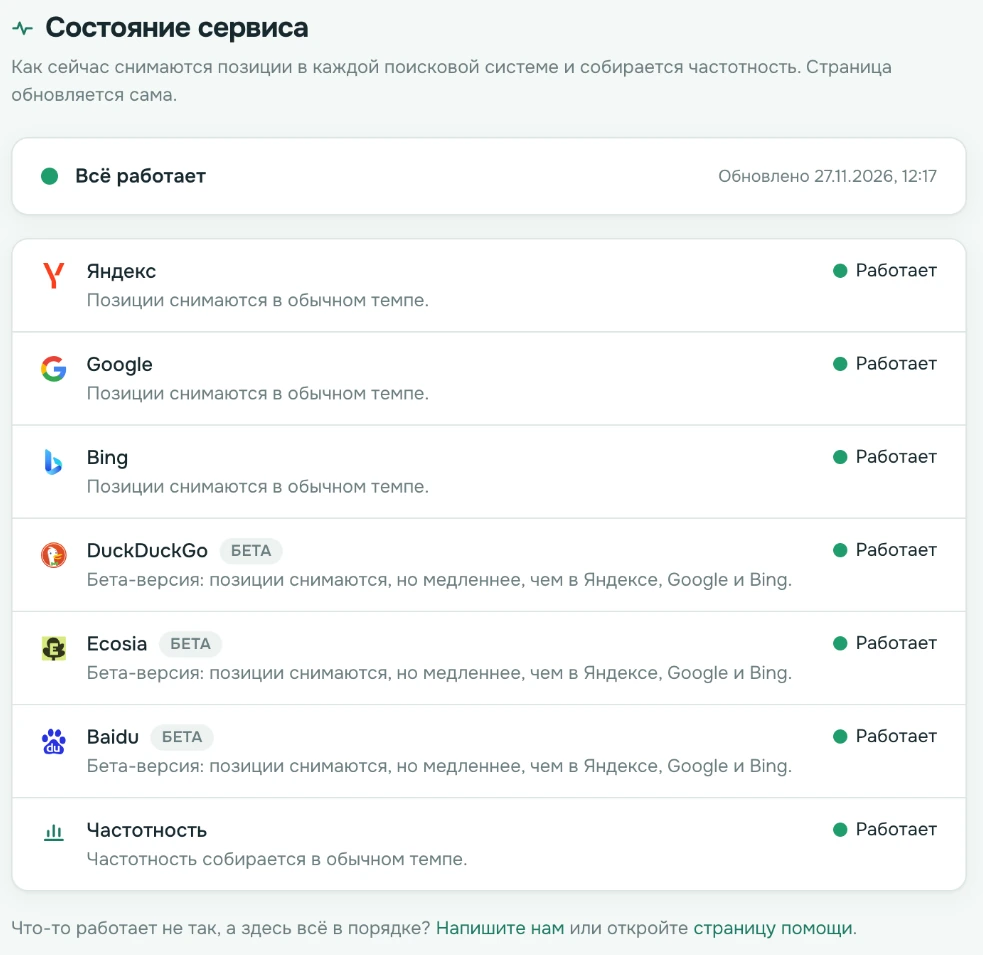 Состояние сервиса
Как сейчас снимаются позиции в каждой поисковой системе и собирается частотность. Страница
обновляется сама.
Всё работает
Обновлено 27.11.2026, 12:17
Яндекс
Работает
Позиции снимаются в обычном темпе.
Google
Работает
Позиции снимаются в обычном темпе.
Bing
Работает
Позиции снимаются в обычном темпе.
DuckDuckGo БЕТА
Работает
Бета-версия: позиции снимаются, но медленнее, чем в Яндексе, Google и Bing.
Ecosia БЕТА
Работает
Бета-версия: позиции снимаются, но медленнее, чем в Яндексе, Google и Bing.
du
Baidu БЕТА
Работает
Бета-версия: позиции снимаются, но медленнее, чем в Яндексе, Google и Bing.
Частотность
Работает
Частотность собирается в обычном темпе.
Что-то работает не так, а здесь всё в порядке? Напишите нам или откройте страницу помощи.